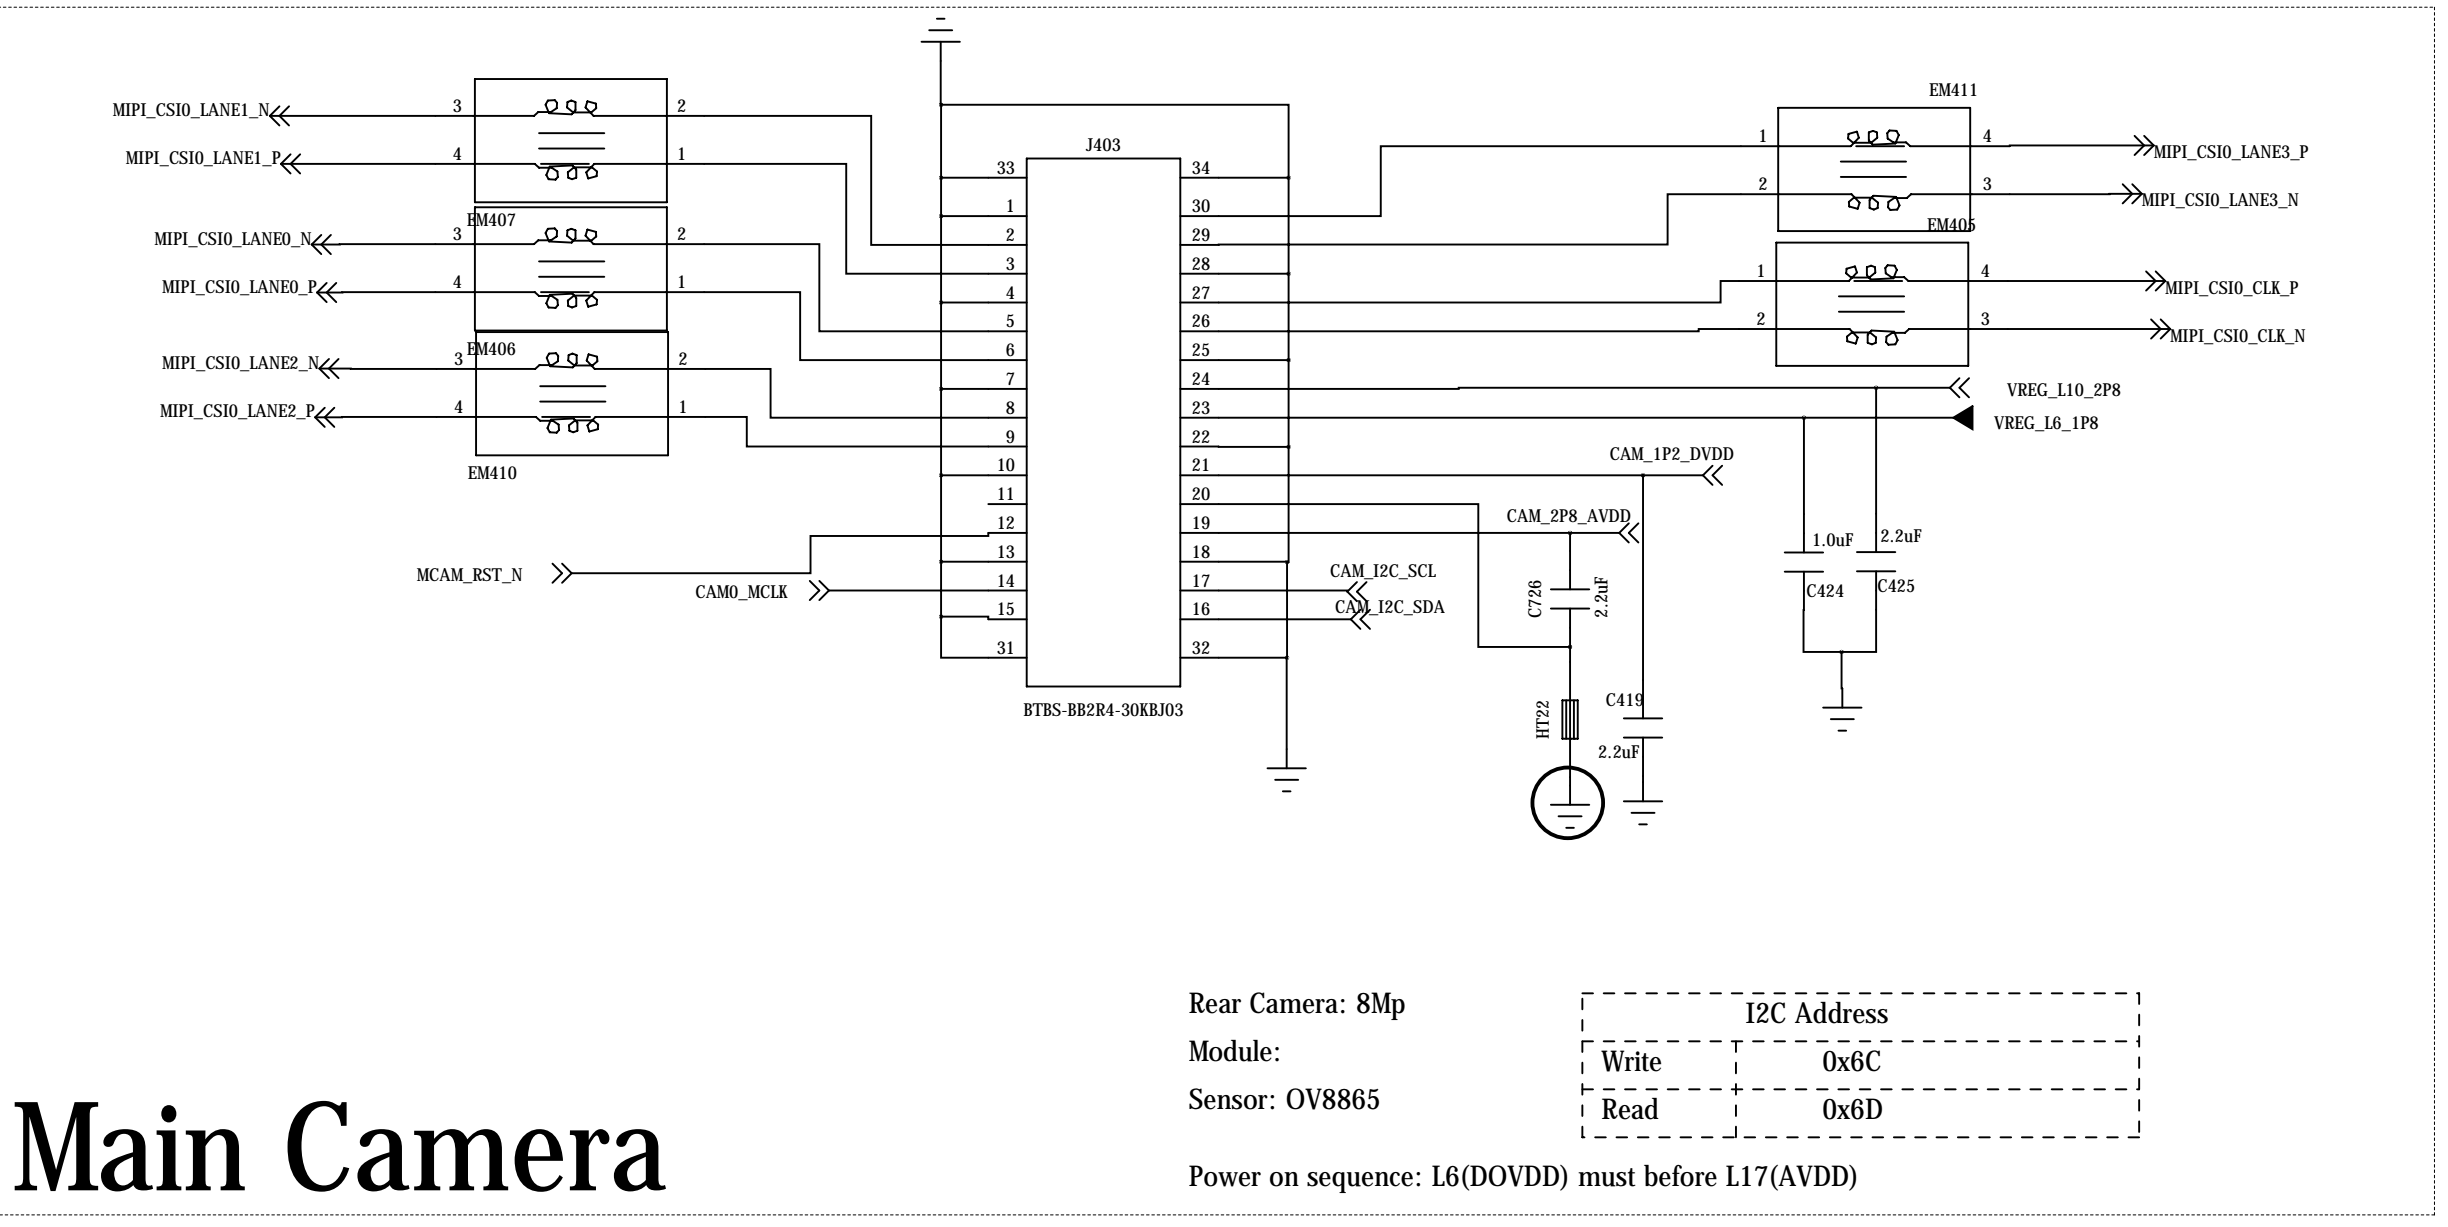 EM411
MIPI_CSI0_LANE1_N
3
2
MIPI_CSI0_LANE1_P
4
1
J403
1
4
MIPI_CSI0_LANE3_P
2
3
MIPI_CSI0_LANE3_N
EM407
EM405
MIPI_CSI0_LANE0_N
3
2
MIPI_CSI0_LANE0_P
4
1
1
4
MIPI_CSI0_CLK_P
2
3
MIPI_CSI0_CLK_N
EM406
MIPI_CSI0_LANE2_N
3
2
MIPI_CSI0_LANE2_P
4
1
EM410
33
34
1
30
2
29
3
28
4
27
5
26
6
25
7
24
8
23
9
22
10
21
11
20
12
19
13
18
14
17
15
16
31
32
BTBS-BB2R4-30KBJ03
VREG_L10_2P8
VREG_L6_1P8
CAM_1P2_DVDD
CAM_2P8_AVDD
MCAM_RST_N
CAM0_MCLK
CAM_I2C_SCL
CAM_I2C_SDA
C726
2.2uF
1.0uF
C424
2.2uF
C425
HT22
C419
2.2uF
Rear Camera: 8Mp
Module:
Sensor: OV8865
I2C Address
Write 0x6C
Read 0x6D
Power on sequence: L6(DOVDD) must before L17(AVDD)
Main Camera